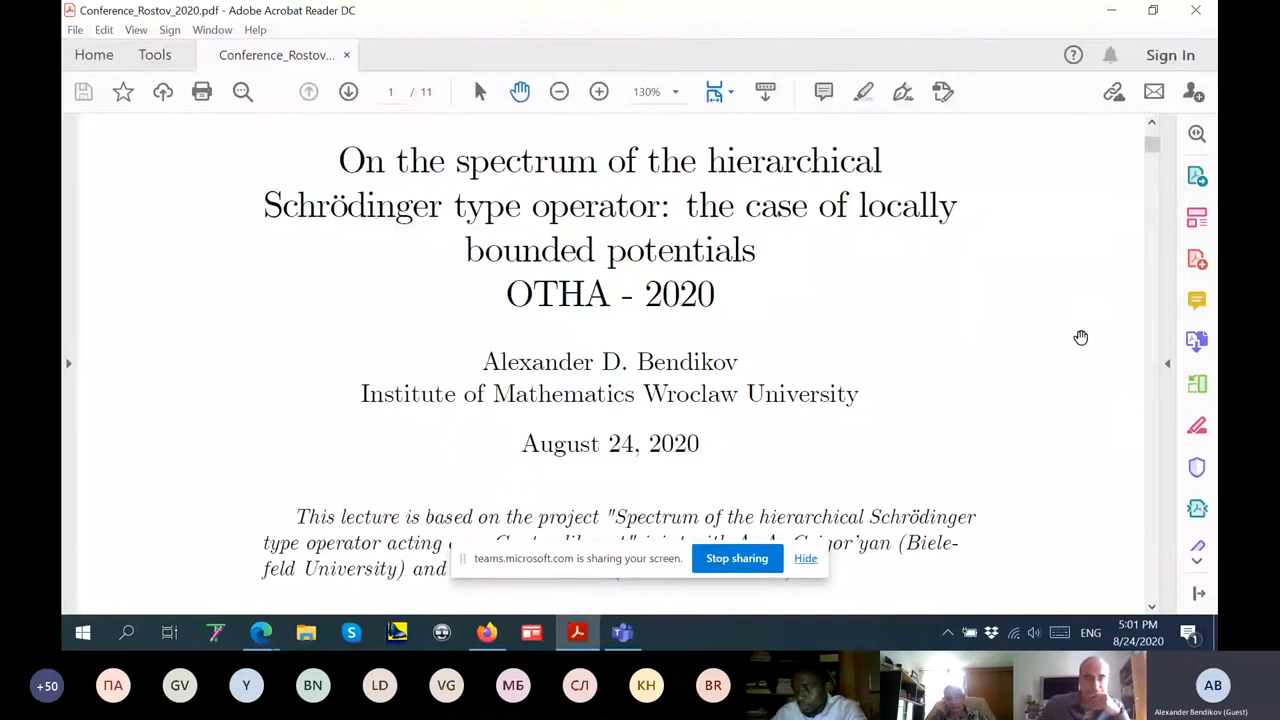 Conference_Rostov_2020.pdf - Adobe Acrobat Reader DC
File Edit View Sign Window Help
Home Tools Conference_Rostov... × Sign In
1 / 11 130%
On the spectrum of the hierarchical
Schrödinger type operator: the case of locally
bounded potentials
OTHA - 2020
Alexander D. Bendikov
Institute of Mathematics Wroclaw University
August 24, 2020
This lecture is based on the project "Spectrum of the hierarchical Schrödinger
type operator acting
(Biele-
feld University) and
teams.microsoft.com is sharing your screen. Stop sharing Hide
ENG
5:01 PM
8/24/2020
1
+50 ПА GV Y BN LD VG МБ СЛ КН BR AB
Alexander Bendikov (Guest)